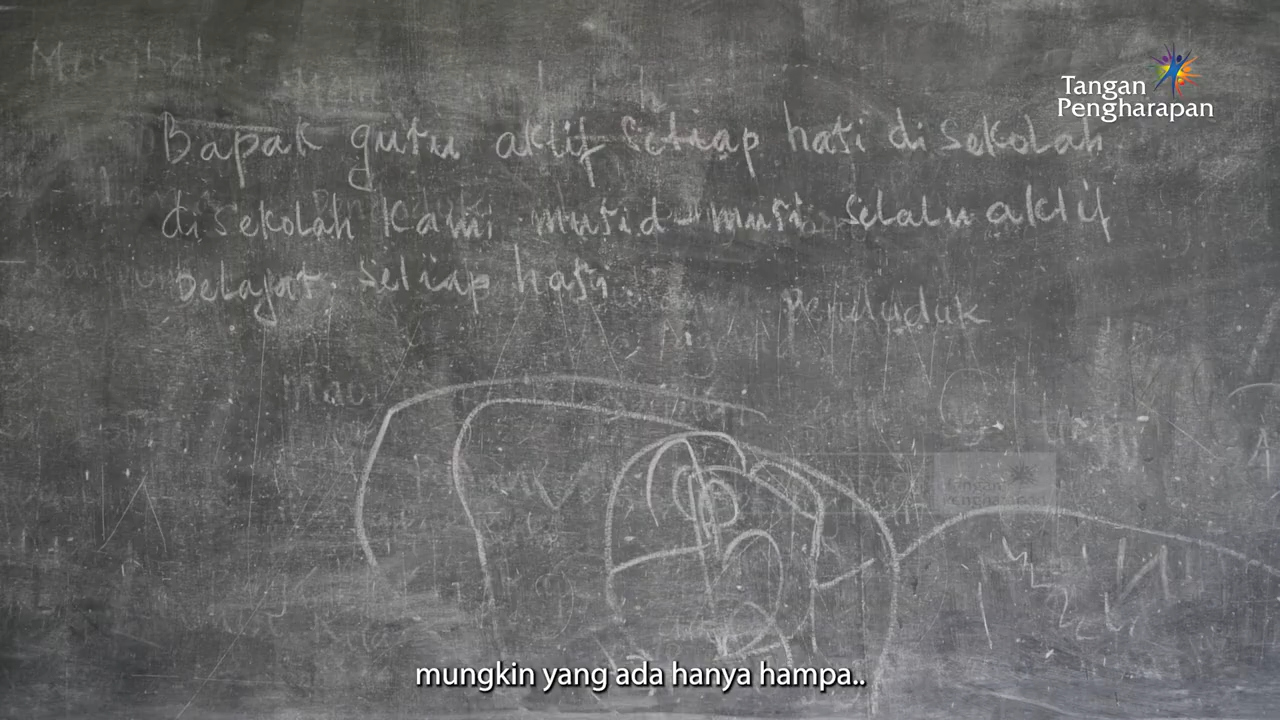 Tangan
Pengharapan
Bapak guru aktif setiap hari di sekolah
di sekolah kami murid-muri selalu aktif
belajar. setiap hari.
Penduduk
mungkin yang ada hanya hampa..